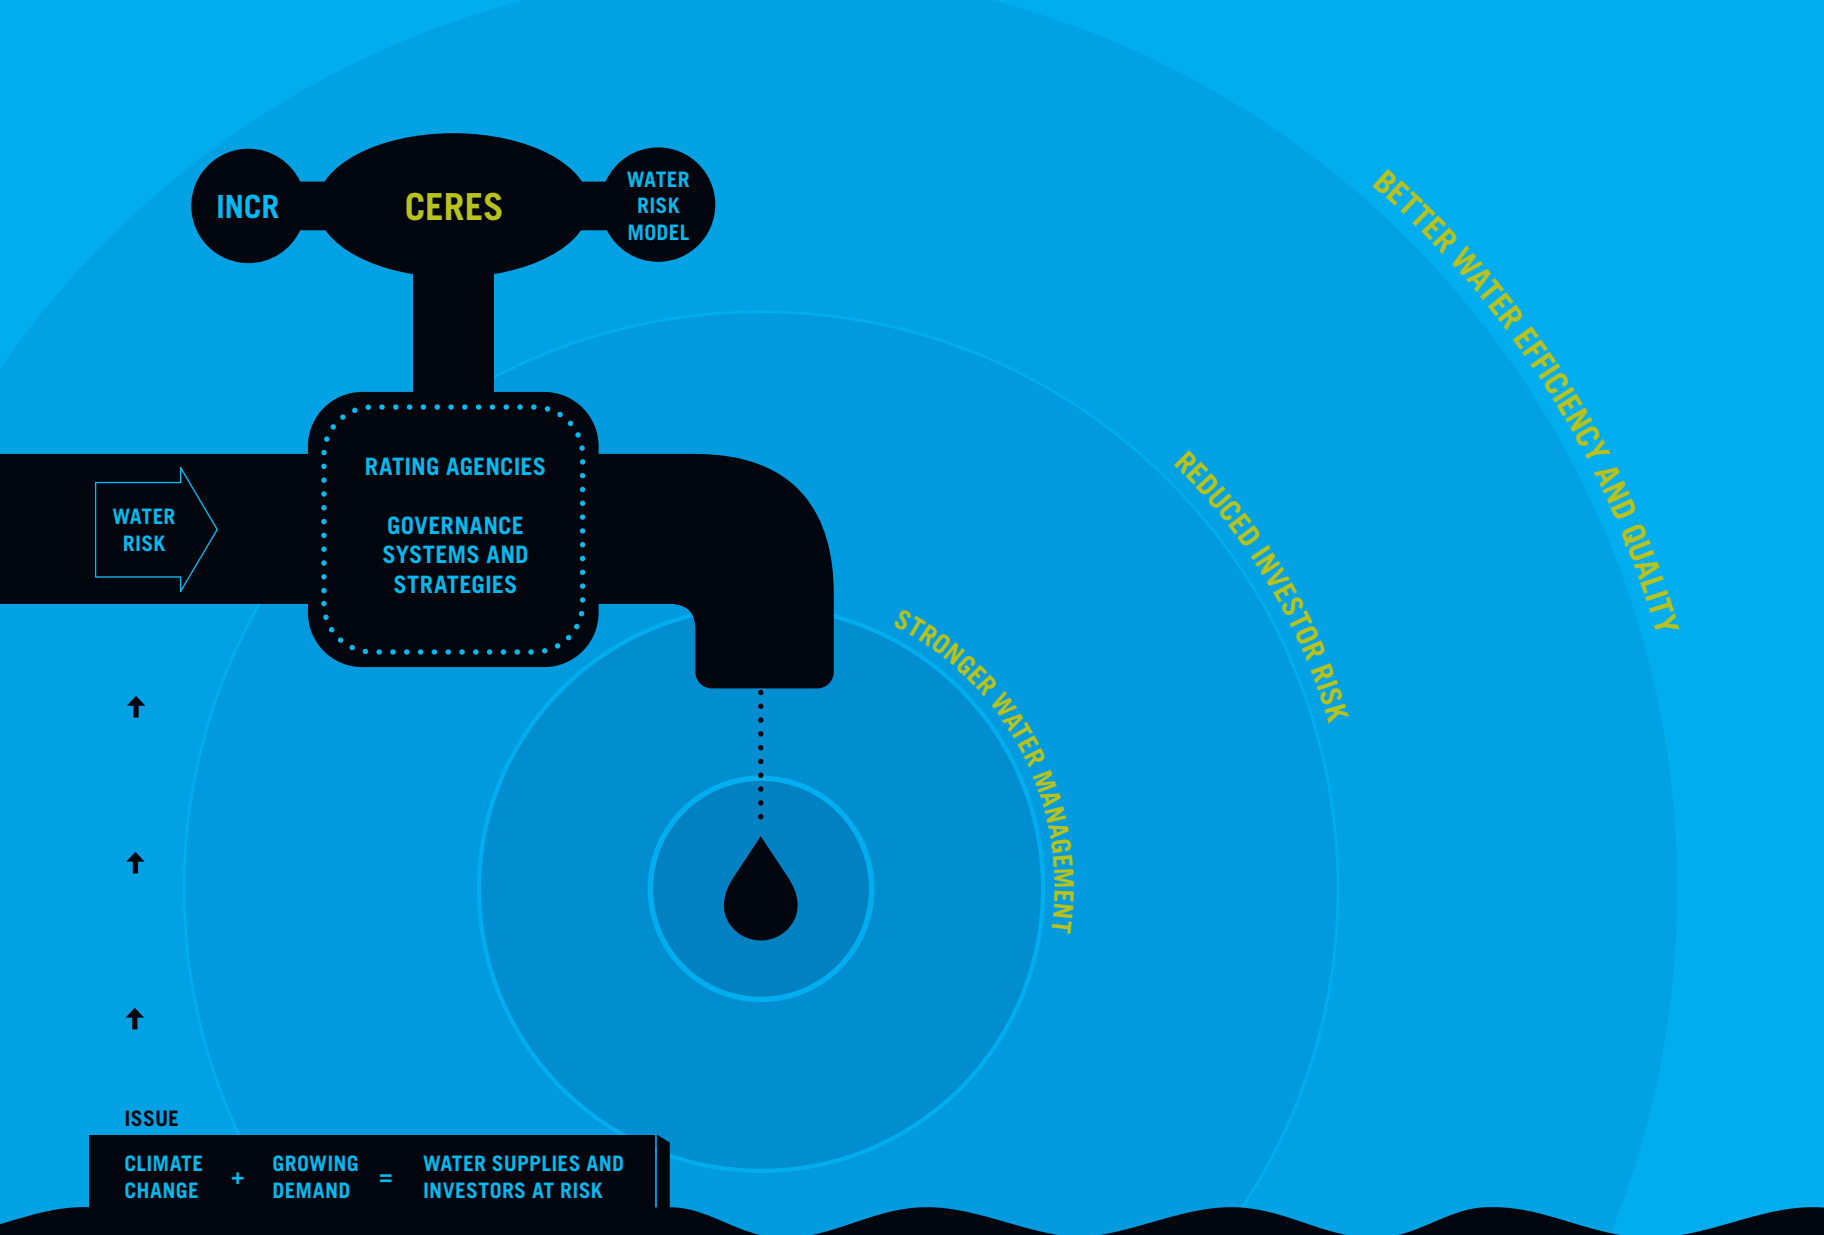 INCR
CERES
WATER
RISK
MODEL
RATING AGENCIES
GOVERNANCE
SYSTEMS AND
STRATEGIES
WATER
RISK
STRONGER WATER MANAGEMENT
REDUCED INVESTOR RISK
BETTER WATER EFFICIENCY AND QUALITY
ISSUE
CLIMATE
CHANGE
+
GROWING
DEMAND
=
WATER SUPPLIES AND
INVESTORS AT RISK